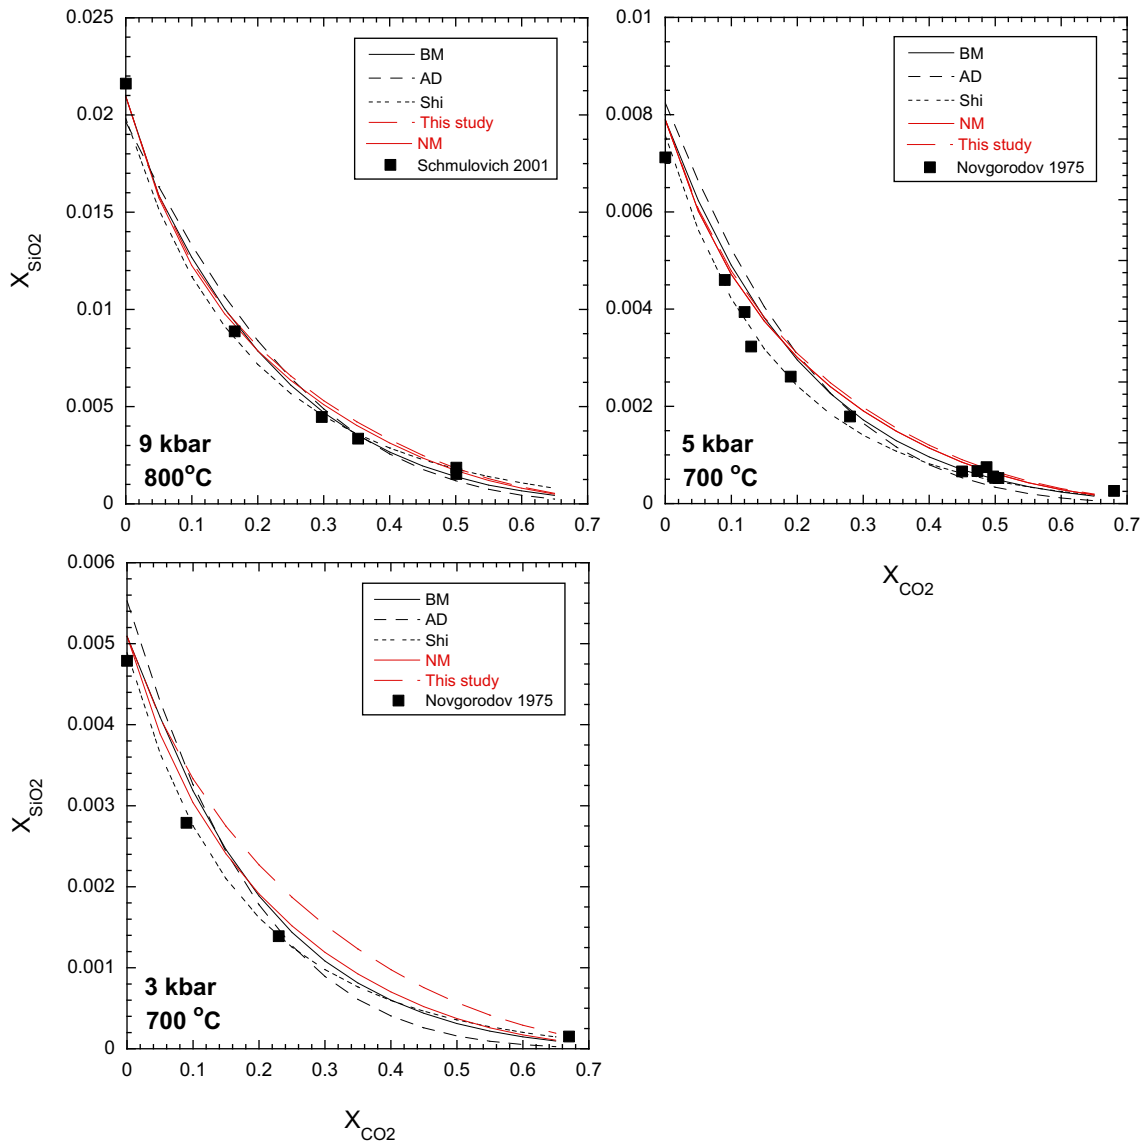 0.025
0.02
0.015
0.01
0.005
0
X_SiO2
BM
AD
Shi
This study
NM
Schmulovich 2001
9 kbar
800 °C
0 0.1 0.2 0.3 0.4 0.5 0.6 0.7
0.01
0.008
0.006
0.004
0.002
0
BM
AD
Shi
NM
This study
Novgorodov 1975
5 kbar
700 °C
0 0.1 0.2 0.3 0.4 0.5 0.6 0.7
X_CO2
0.006
0.005
0.004
0.003
0.002
0.001
0
X_SiO2
BM
AD
Shi
NM
This study
Novgorodov 1975
3 kbar
700 °C
0 0.1 0.2 0.3 0.4 0.5 0.6 0.7
X_CO2